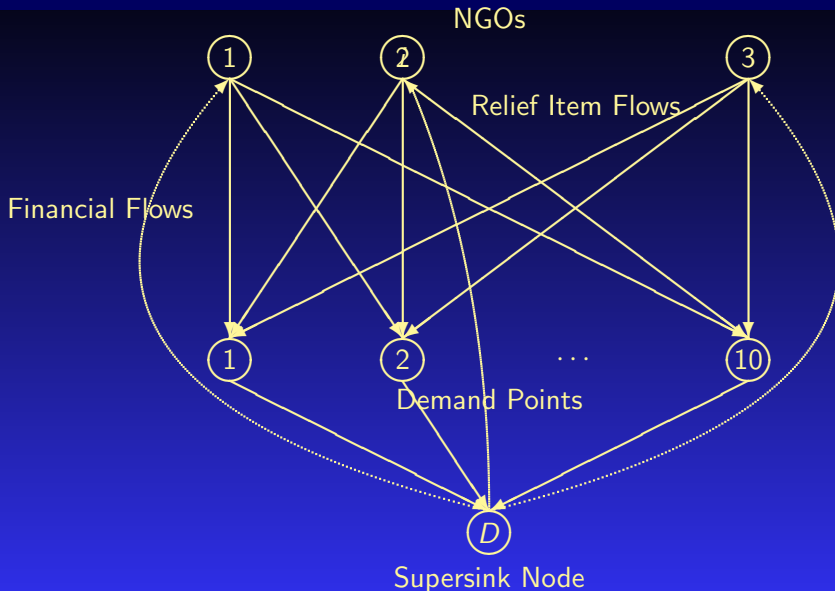 NGOs
1 2 3
Relief Item Flows
Financial Flows
1 2 · · · 10
Demand Points
D
Supersink Node